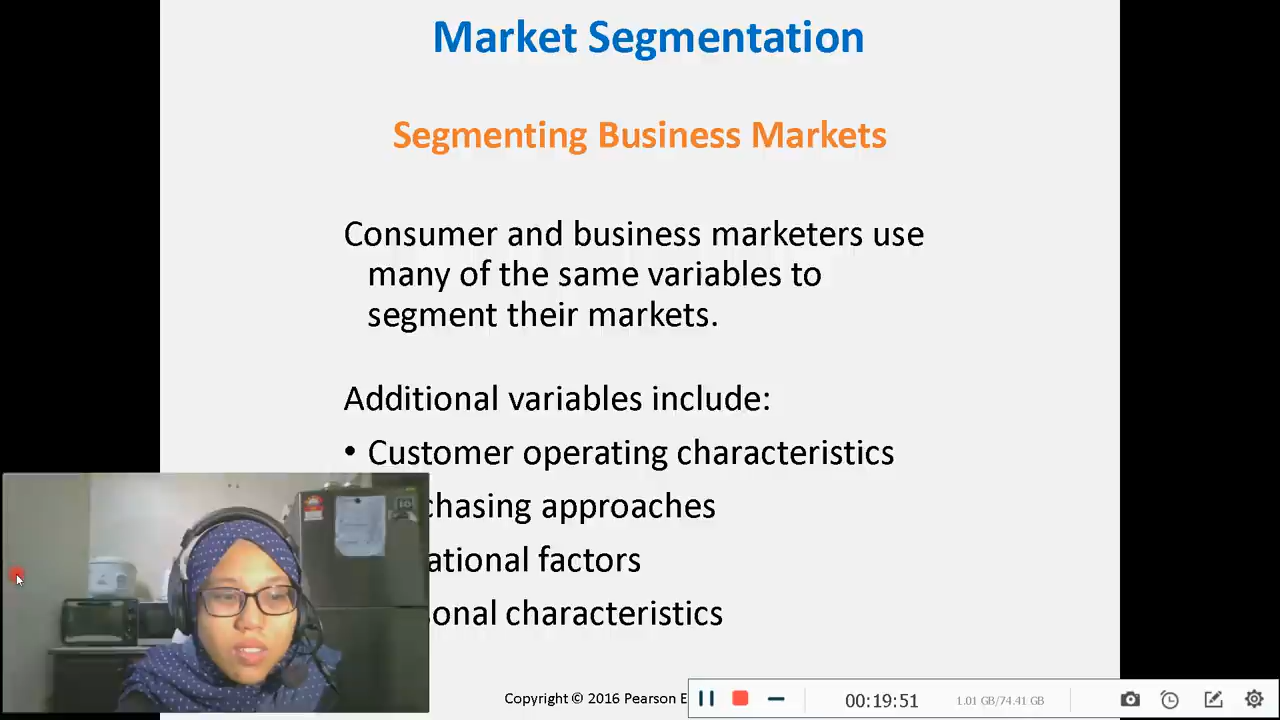 Market Segmentation
Segmenting Business Markets
Consumer and business marketers use
many of the same variables to
segment their markets.
Additional variables include:
• Customer operating characteristics
chasing approaches
ational factors
sonal characteristics
Copyright © 2016 Pearson E
00:19:51
1.01 GB/74.41 GB